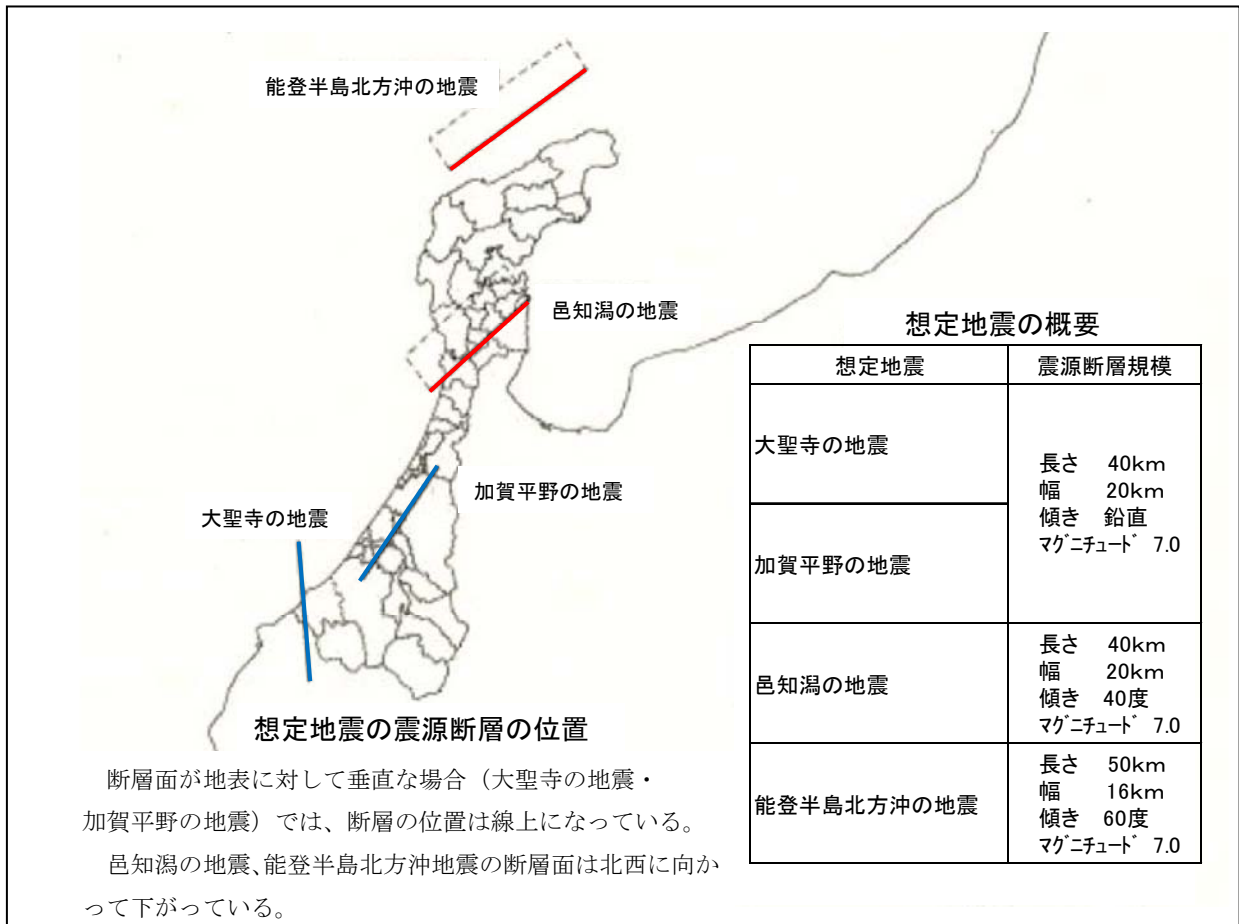 能登半島北方沖の地震
邑知潟の地震
加賀平野の地震
大聖寺の地震
想定地震の震源断層の位置
断層面が地表に対して垂直な場合（大聖寺の地震・
加賀平野の地震）では、断層の位置は線上になっている。
邑知潟の地震、能登半島北方沖地震の断層面は北西に向か
って下がっている。
想定地震の概要
想定地震 震源断層規模
大聖寺の地震
加賀平野の地震
長さ 40km
幅 20km
傾き 鉛直
ﾏｸﾞﾆﾁｭｰﾄﾞ 7.0
邑知潟の地震
長さ 40km
幅 20km
傾き 40度
ﾏｸﾞﾆﾁｭｰﾄﾞ 7.0
能登半島北方沖の地震
長さ 50km
幅 16km
傾き 60度
ﾏｸﾞﾆﾁｭｰﾄﾞ 7.0